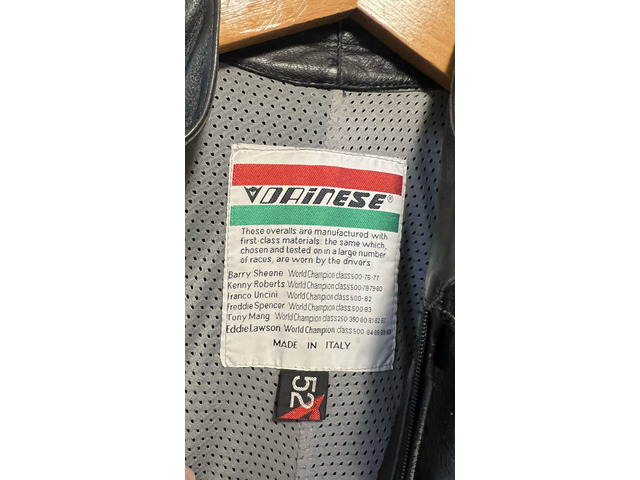 DAINESE®
These overalls are manufactured with
first-class materials: the same which,
chosen and tested on in a large number
of races, are worn by the drivers
Barry Sheene World Champion class 500-76-77
Kenny Roberts World Champion class 500-78-79-80
Franco Uncini World Champion class 500-82
Freddie Spencer World Champion class 500-83
Tony Mang World Champion class 250-350-80-81-82-87
Eddie Lawson World Champion class 500-84-86-88-89
MADE IN ITALY
52